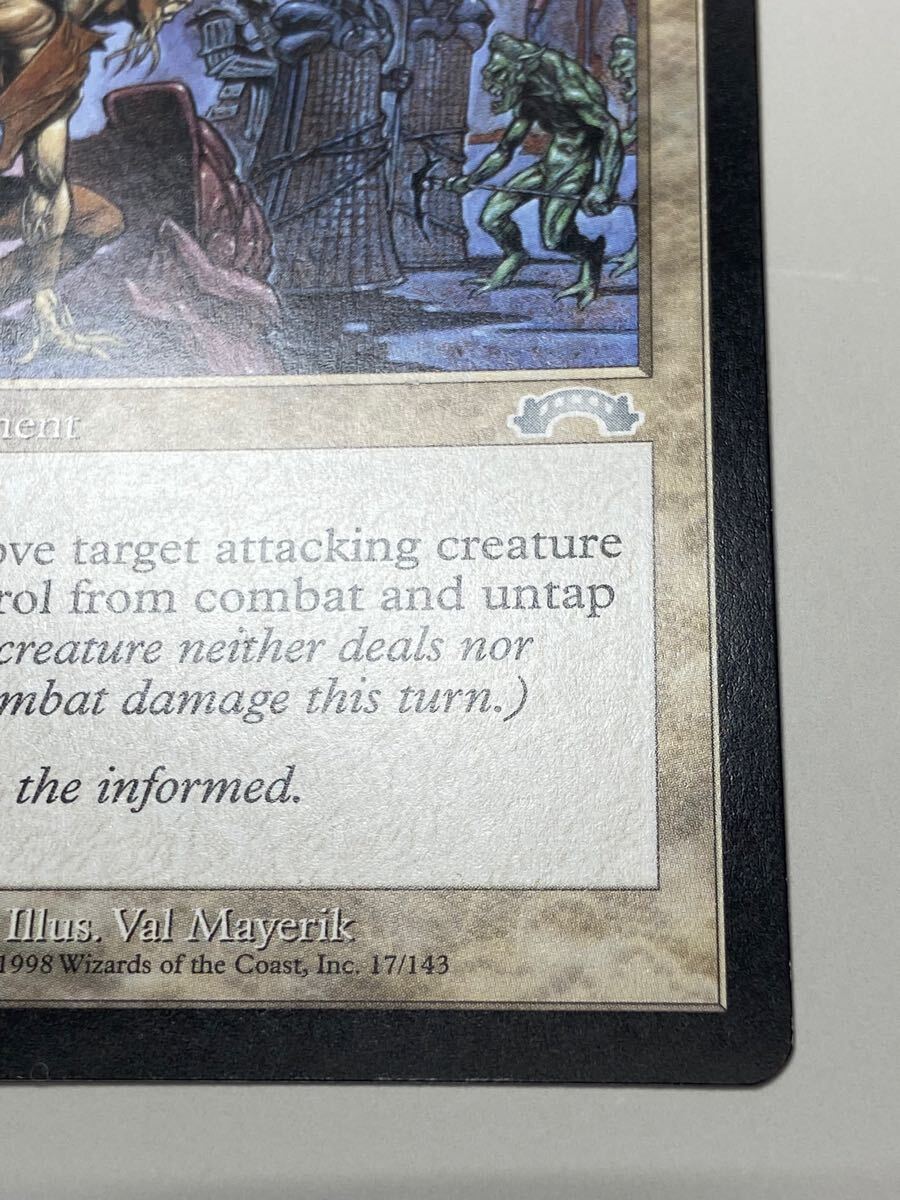 ment
ove target attacking creature
rol from combat and untap
creature neither deals nor
mbat damage this turn.)
the informed.
Illus. Val Mayerik
1998 Wizards of the Coast, Inc. 17/143